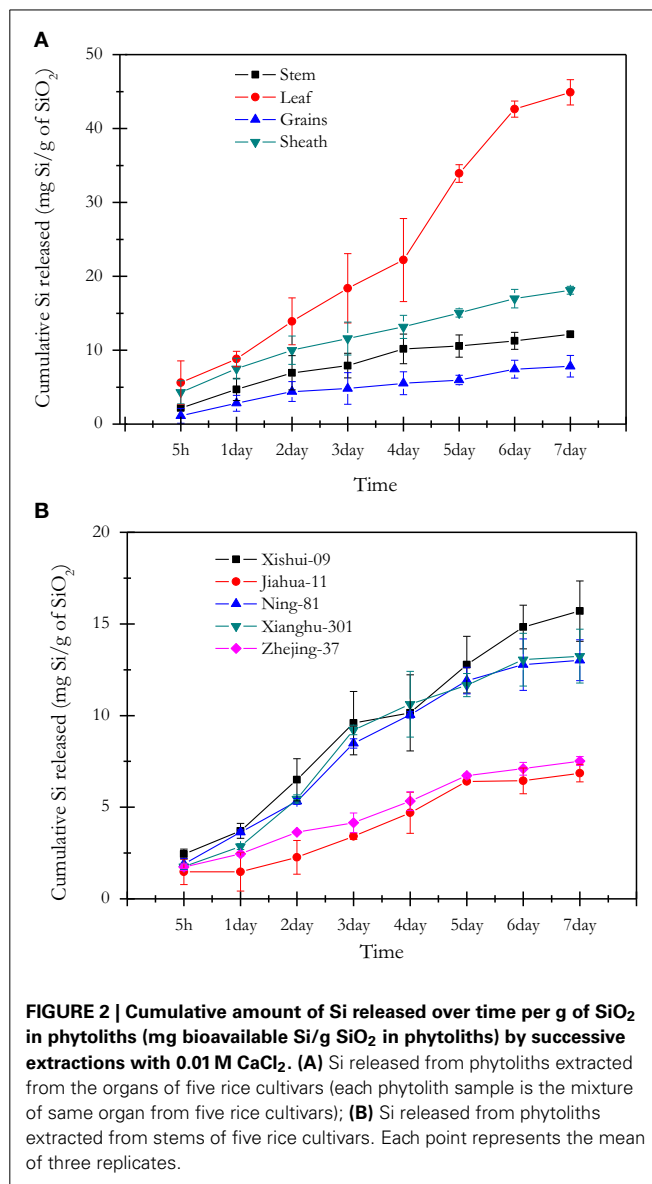 A
50
40
30
20
10
0
Cumulative Si released (mg Si/g of SiO₂)
Stem
Leaf
Grains
Sheath
5h 1day 2day 3day 4day 5day 6day 7day
Time
B
20
15
10
5
0
Cumulative Si released (mg Si/g of SiO₂)
Xishui-09
Jiahua-11
Ning-81
Xianghu-301
Zhejing-37
5h 1day 2day 3day 4day 5day 6day 7day
Time
FIGURE 2 | Cumulative amount of Si released over time per g of SiO₂
in phytoliths (mg bioavailable Si/g SiO₂ in phytoliths) by successive
extractions with 0.01 M CaCl₂. (A) Si released from phytoliths extracted
from the organs of five rice cultivars (each phytolith sample is the mixture
of same organ from five rice cultivars); (B) Si released from phytoliths
extracted from stems of five rice cultivars. Each point represents the mean
of three replicates.